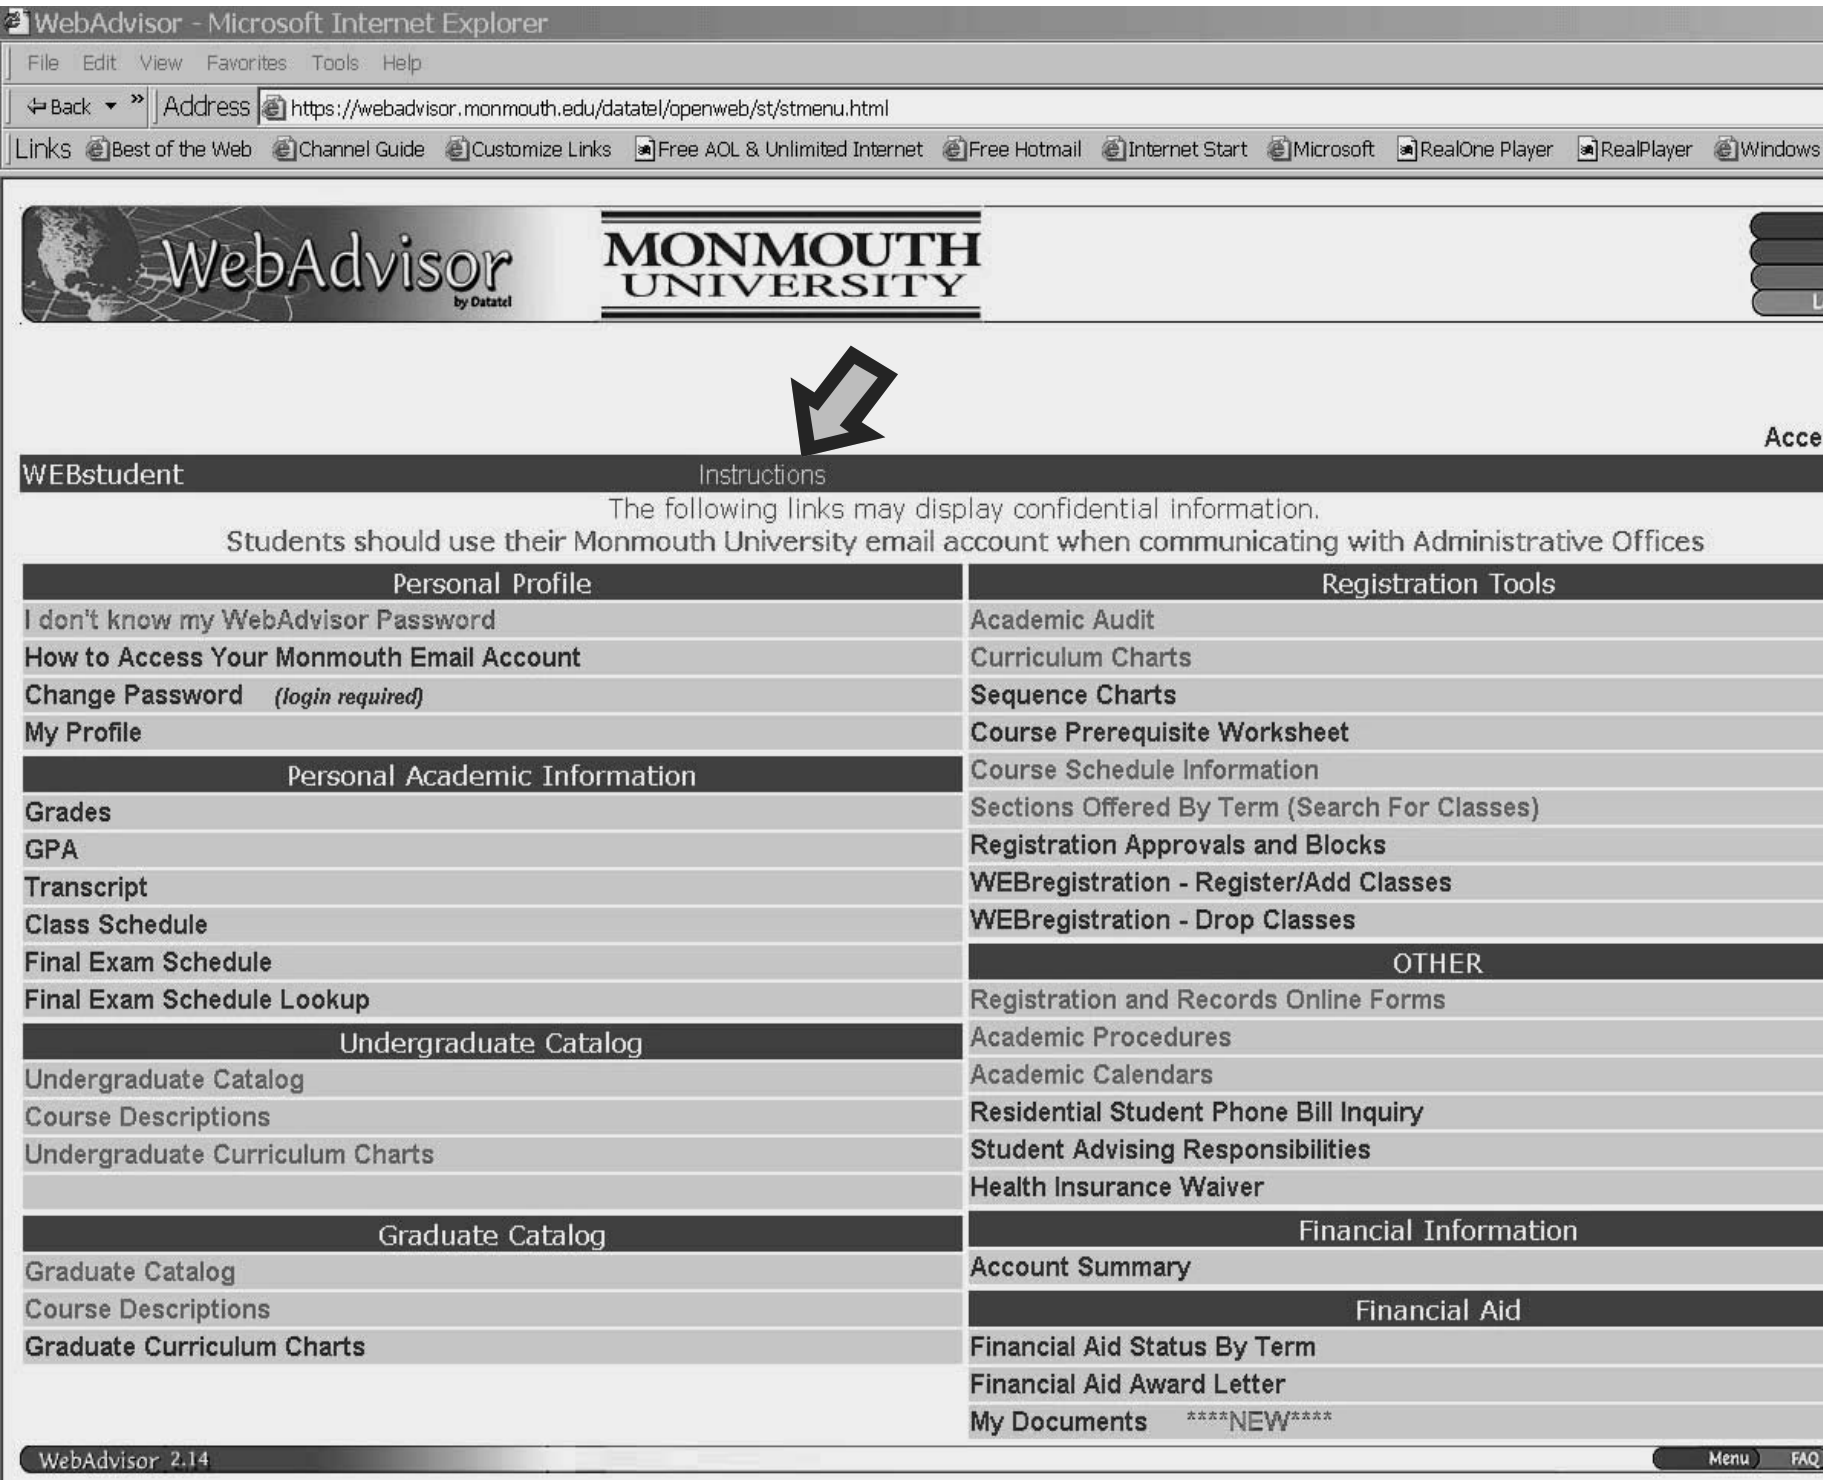 WebAdvisor - Microsoft Internet Explorer
File Edit View Favorites Tools Help
Back » Address https://webadvisor.monmouth.edu/datatel/openweb/st/stmenu.html
Links Best of the Web Channel Guide Customize Links Free AOL & Unlimited Internet Free Hotmail Internet Start Microsoft RealOne Player RealPlayer Windows
WebAdvisor
by Datatel
MONMOUTH
UNIVERSITY
L
Acce
WEBstudent Instructions
The following links may display confidential information.
Students should use their Monmouth University email account when communicating with Administrative Offices
Personal Profile
I don't know my WebAdvisor Password
How to Access Your Monmouth Email Account
Change Password (login required)
My Profile
Personal Academic Information
Grades
GPA
Transcript
Class Schedule
Final Exam Schedule
Final Exam Schedule Lookup
Undergraduate Catalog
Undergraduate Catalog
Course Descriptions
Undergraduate Curriculum Charts
Graduate Catalog
Graduate Catalog
Course Descriptions
Graduate Curriculum Charts
Registration Tools
Academic Audit
Curriculum Charts
Sequence Charts
Course Prerequisite Worksheet
Course Schedule Information
Sections Offered By Term (Search For Classes)
Registration Approvals and Blocks
WEBregistration - Register/Add Classes
WEBregistration - Drop Classes
OTHER
Registration and Records Online Forms
Academic Procedures
Academic Calendars
Residential Student Phone Bill Inquiry
Student Advising Responsibilities
Health Insurance Waiver
Financial Information
Account Summary
Financial Aid
Financial Aid Status By Term
Financial Aid Award Letter
My Documents ****NEW****
WebAdvisor 2.14 Menu FAQ